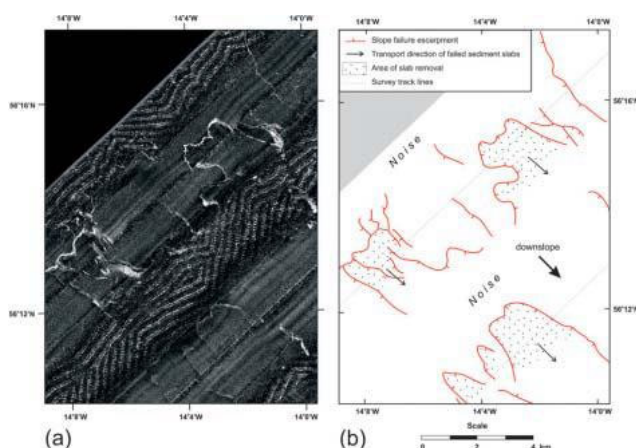 14°8'W 14°4'W 14°0'W
56°16'N
56°12'N
14°8'W 14°4'W 14°0'W
(a)
14°8'W 14°4'W 14°0'W
Slope failure escarpment
Transport direction of failed sediment slabs
Area of slab removal
Survey track lines
56°16'N
Noise
downslope
Noise
56°12'N
14°8'W 14°4'W 14°0'W
Scale
0 2 4 km
(b)